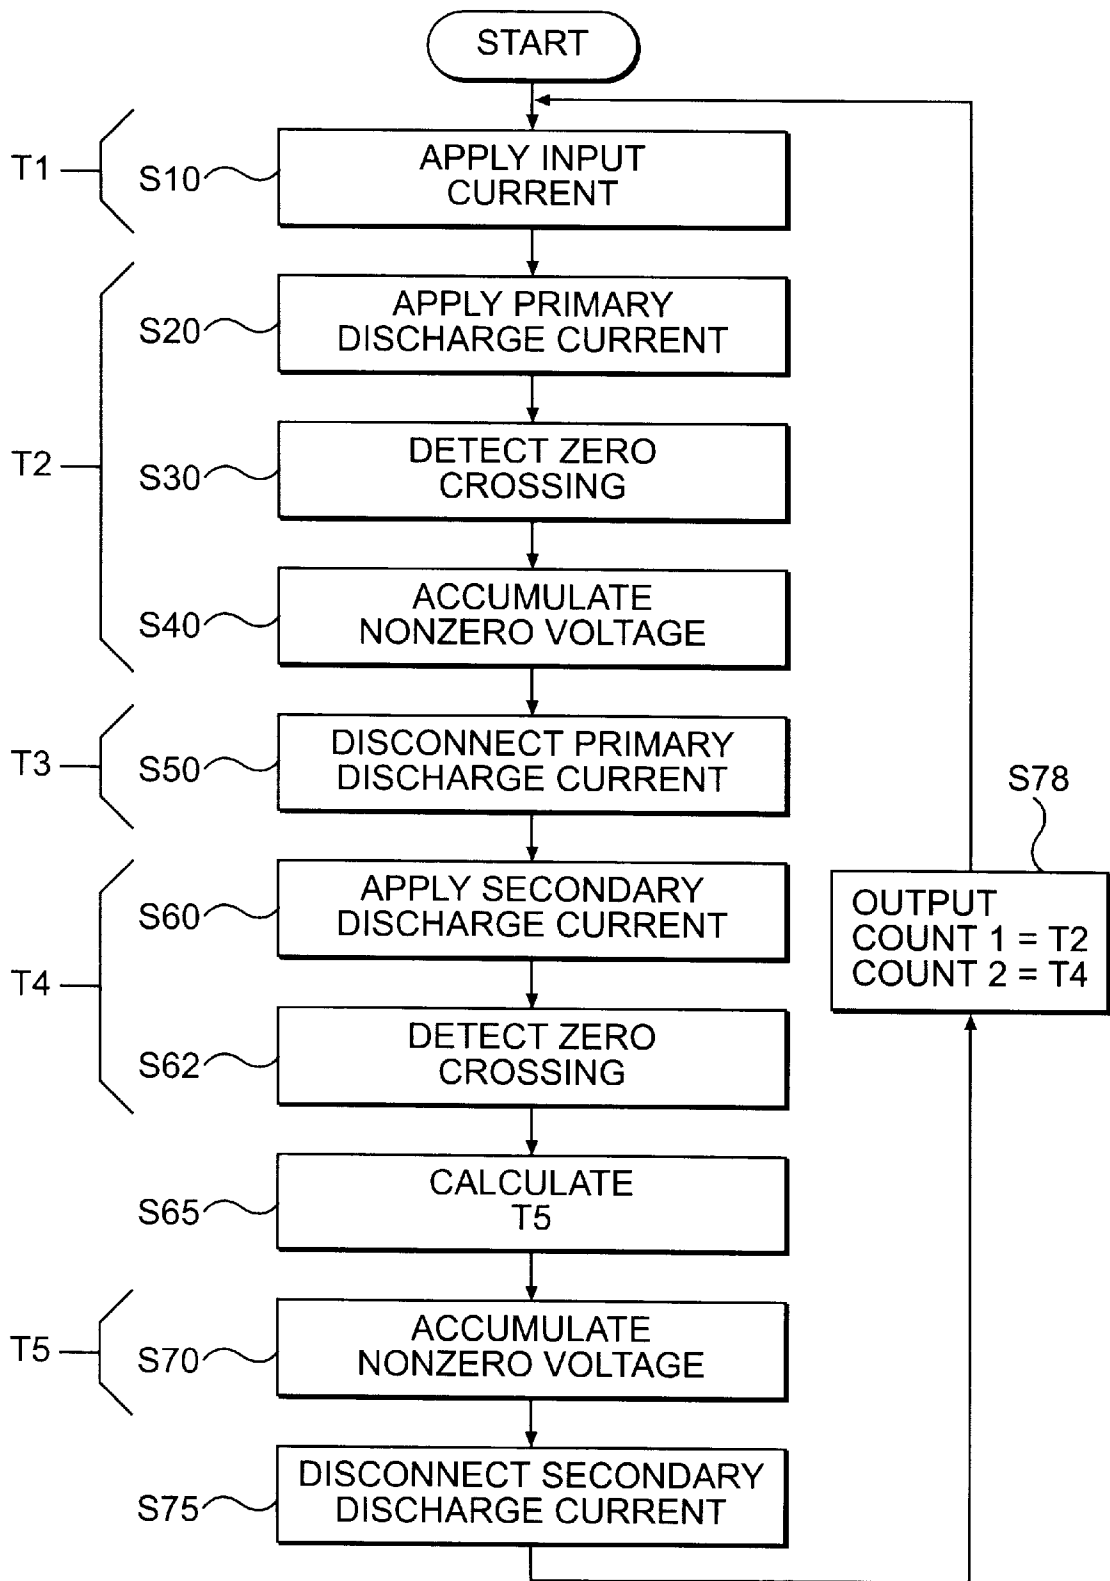 START
T1
S10
APPLY INPUT
CURRENT
T2
S20
APPLY PRIMARY
DISCHARGE CURRENT
S30
DETECT ZERO
CROSSING
S40
ACCUMULATE
NONZERO VOLTAGE
T3
S50
DISCONNECT PRIMARY
DISCHARGE CURRENT
T4
S60
APPLY SECONDARY
DISCHARGE CURRENT
S62
DETECT ZERO
CROSSING
S65
CALCULATE
T5
T5
S70
ACCUMULATE
NONZERO VOLTAGE
S75
DISCONNECT SECONDARY
DISCHARGE CURRENT
S78
OUTPUT
COUNT 1 = T2
COUNT 2 = T4